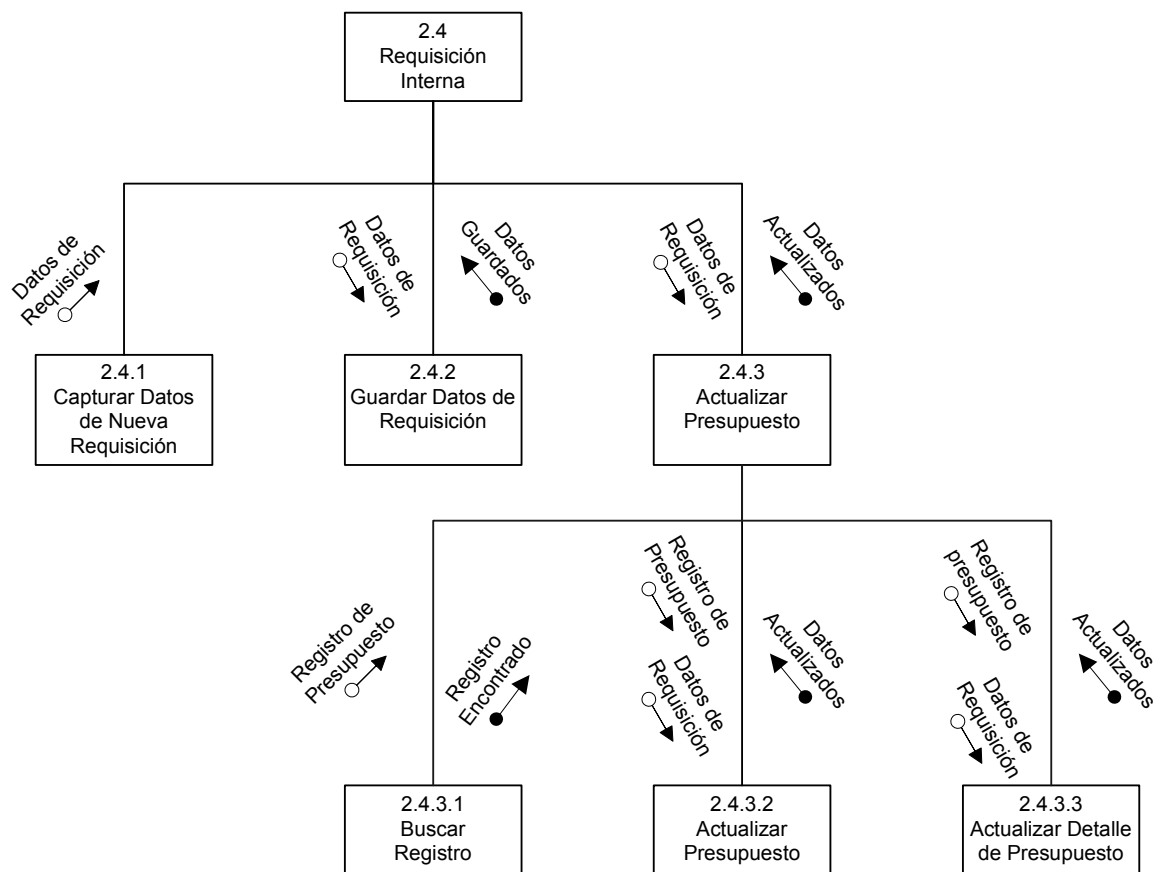 2.4
Requisición
Interna
Datos de
Requisición
Datos de
Requisición
Datos
Guardados
Datos de
Requisición
Datos
Actualizados
2.4.1
Capturar Datos
de Nueva
Requisición
2.4.2
Guardar Datos de
Requisición
2.4.3
Actualizar
Presupuesto
Registro de
Presupuesto
Registro
Encontrado
Registro de
Presupuesto
Datos de
Requisición
Datos
Actualizados
Registro de
presupuesto
Datos de
Requisición
Datos
Actualizados
2.4.3.1
Buscar
Registro
2.4.3.2
Actualizar
Presupuesto
2.4.3.3
Actualizar Detalle
de Presupuesto